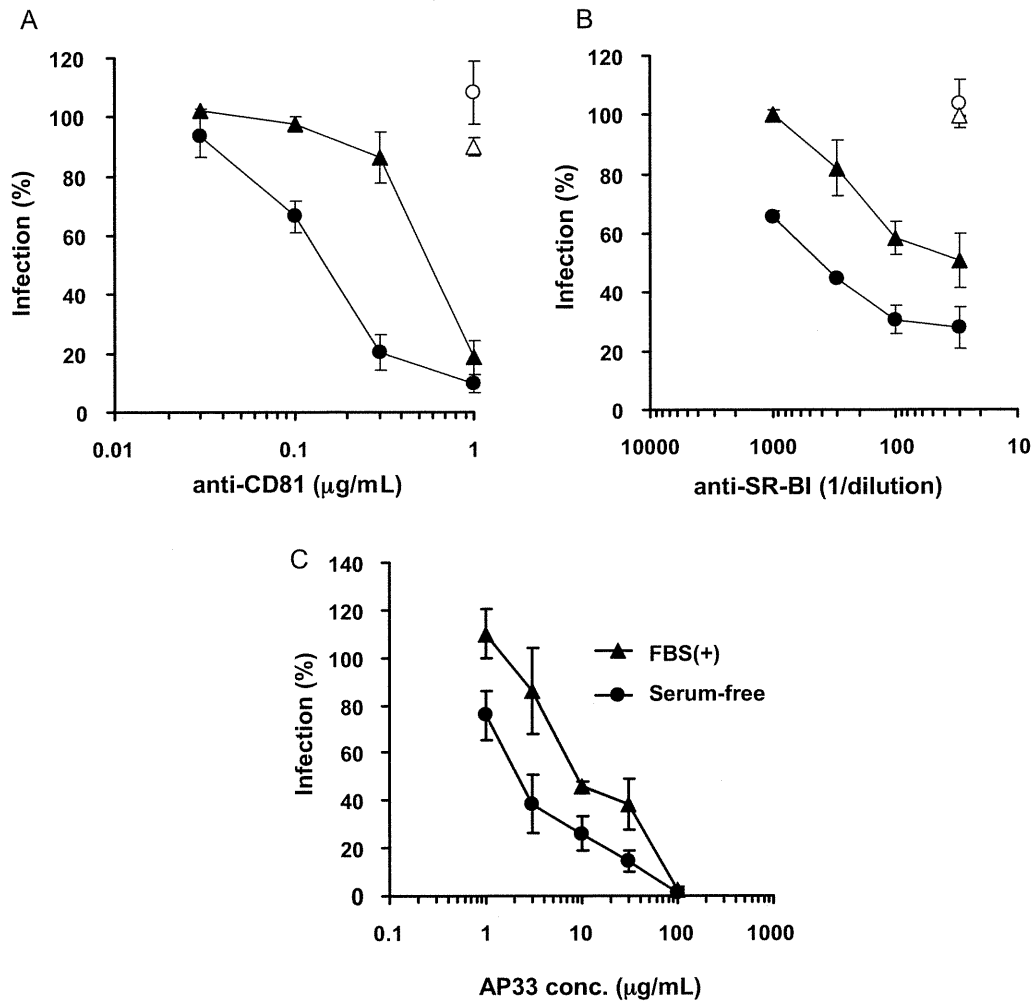 A
120
100
80
60
40
20
0
Infection (%)
0.01 0.1 1
anti-CD81 (μg/mL)
B
120
100
80
60
40
20
0
Infection (%)
10000 1000 100 10
anti-SR-BI (1/dilution)
C
140
120
100
80
60
40
20
0
Infection (%)
FBS(+)
Serum-free
0.1 1 10 100 1000
AP33 conc. (μg/mL)